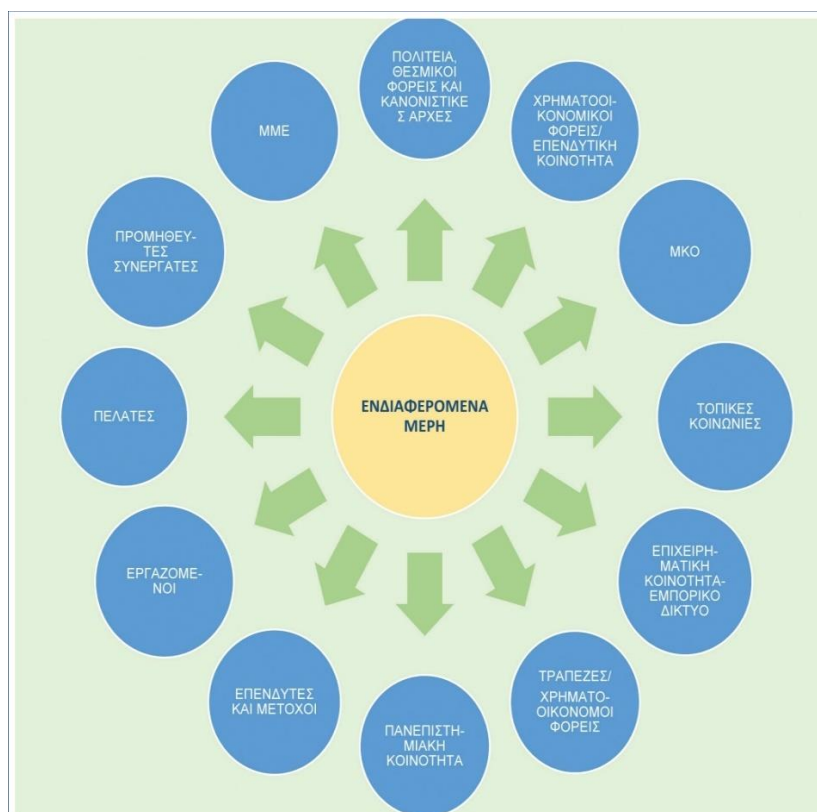 ΠΟΛΙΤΕΙΑ,
ΘΕΣΜΙΚΟΙ
ΦΟΡΕΙΣ ΚΑΙ
ΚΑΝΟΝΙΣΤΙΚΕ
Σ ΑΡΧΕΣ
ΧΡΗΜΑΤΟΟΙ-
ΚΟΝΟΜΙΚΟΙ
ΦΟΡΕΙΣ/
ΕΠΕΝΔΥΤΙΚΗ
ΚΟΙΝΟΤΗΤΑ
ΜΚΟ
ΤΟΠΙΚΕΣ
ΚΟΙΝΩΝΙΕΣ
ΕΠΙΧΕΙΡΗ-
ΜΑΤΙΚΗ
ΚΟΙΝΟΤΗΤΑ-
ΕΜΠΟΡΙΚΟ
ΔΙΚΤΥΟ
ΤΡΑΠΕΖΕΣ/
ΧΡΗΜΑΤΟ-
ΟΙΚΟΝΟΜΟΙ
ΦΟΡΕΙΣ
ΠΑΝΕΠΙΣΤΗ-
ΜΙΑΚΗ
ΚΟΙΝΟΤΗΤΑ
ΕΠΕΝΔΥΤΕΣ
ΚΑΙ ΜΕΤΟΧΟΙ
ΕΡΓΑΖΟΜΕ-
ΝΟΙ
ΠΕΛΑΤΕΣ
ΠΡΟΜΗΘΕΥ-
ΤΕΣ
ΣΥΝΕΡΓΑΤΕΣ
ΜΜΕ
ΕΝΔΙΑΦΕΡΟΜΕΝΑ
ΜΕΡΗ